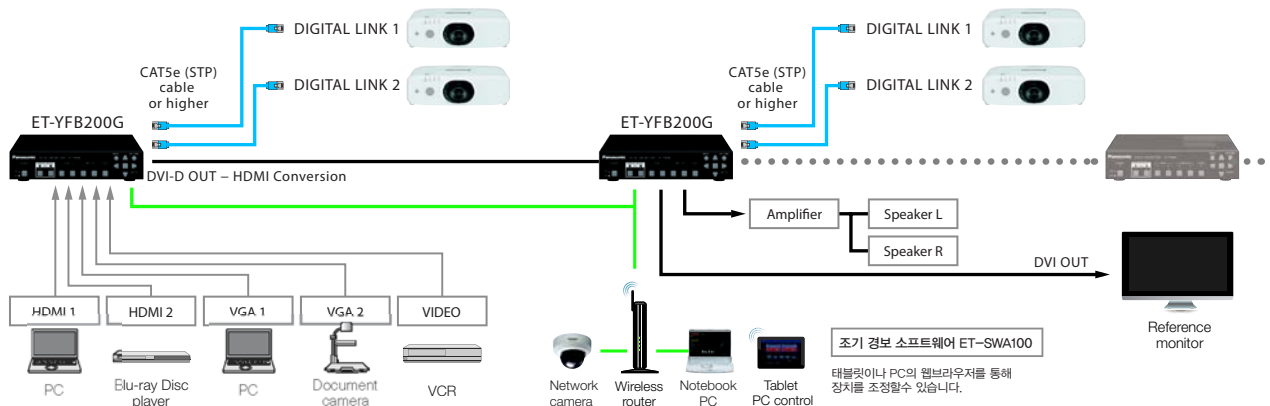 DIGITAL LINK 1
CAT5e (STP)
cable
or higher
DIGITAL LINK 2
ET-YFB200G
Panasonic
DVI-D OUT – HDMI Conversion
DIGITAL LINK 1
CAT5e (STP)
cable
or higher
DIGITAL LINK 2
ET-YFB200G
Panasonic
Panasonic
Amplifier
Speaker L
Speaker R
DVI OUT
Reference
monitor
HDMI 1
HDMI 2
VGA 1
VGA 2
VIDEO
PC
Blu-ray Disc
player
PC
Document
camera
VCR
Network
camera
Wireless
router
Notebook
PC
Tablet
PC control
조기 경보 소프트웨어 ET-SWA100
태블릿이나 PC의 웹브라우저를 통해
장치를 조정할수 있습니다.